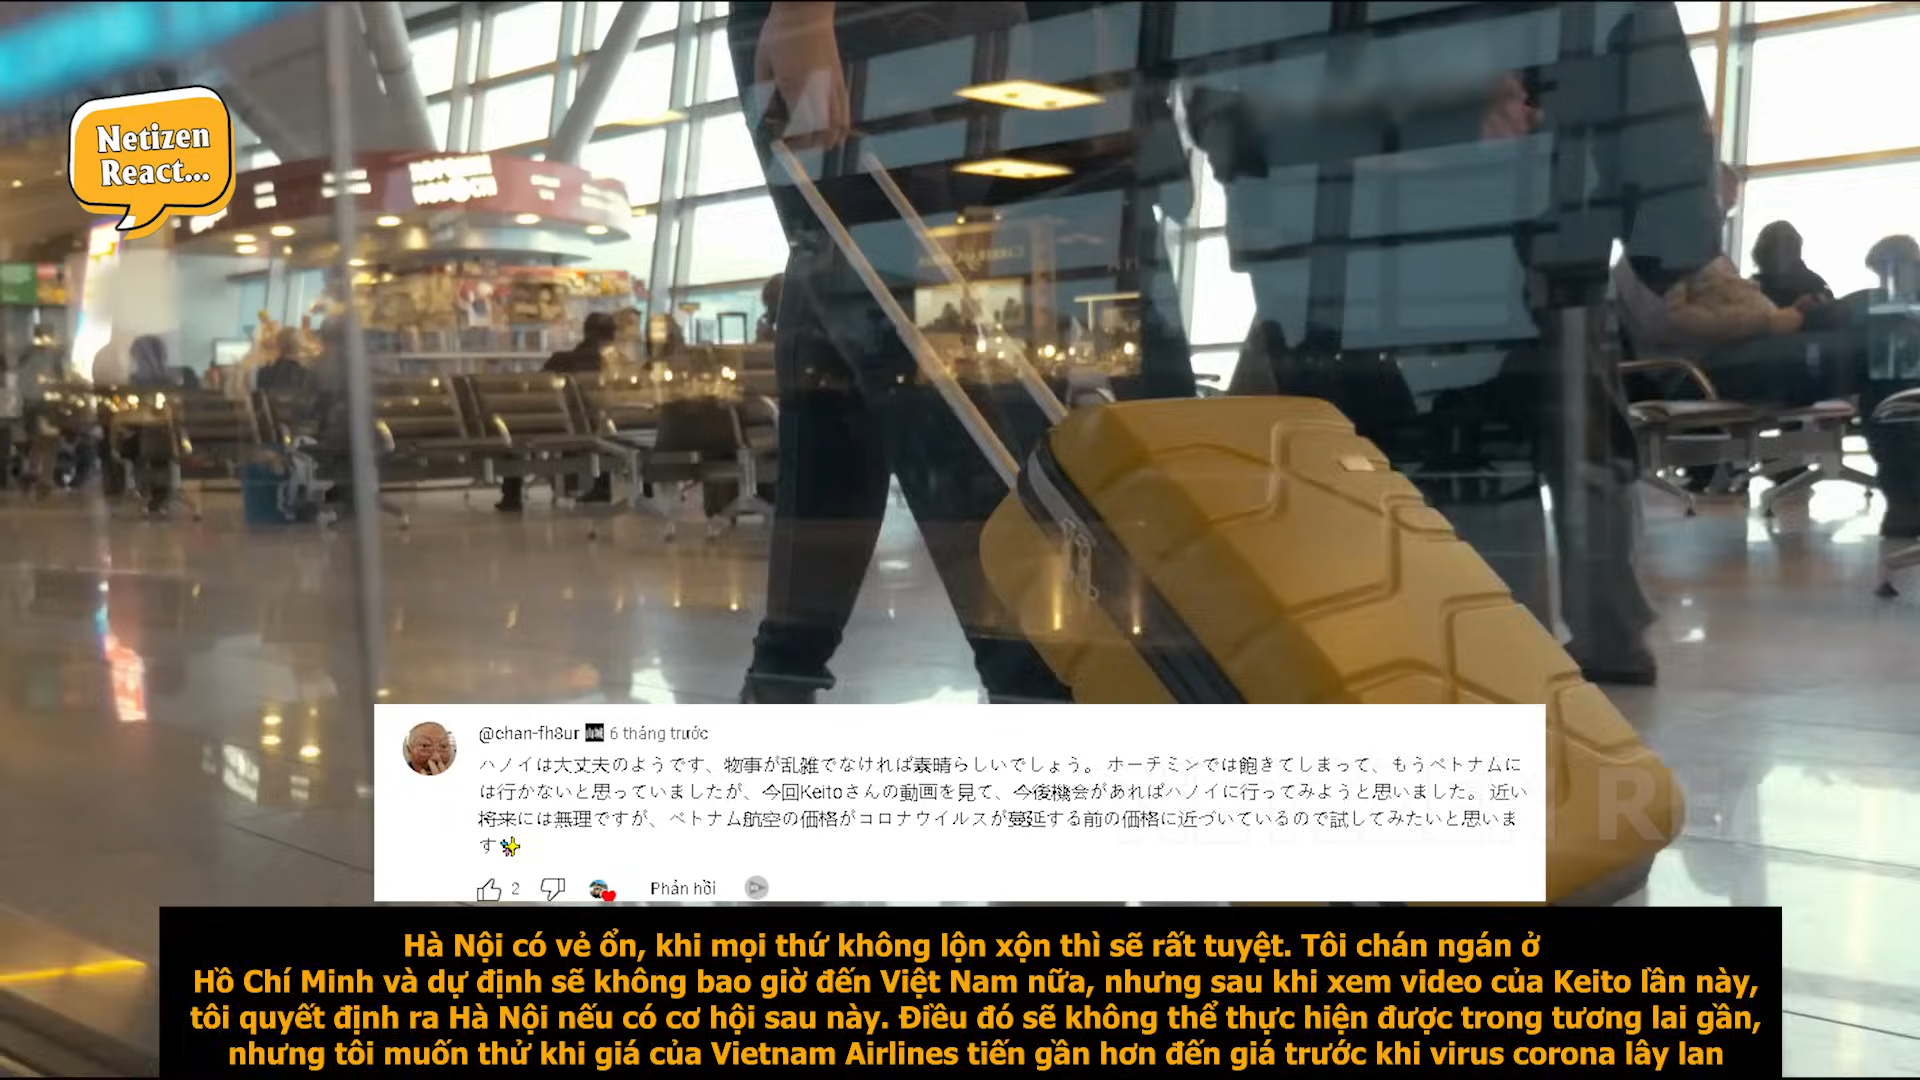 Netizen
React...
@chan-fh8ur 6 tháng trước
ハノイは大丈夫のようです、物事が乱雑でなければ素晴らしいでしょう。 ホーチミンでは飽きてしまって、もうベトナムに
は行かないと思っていましたが、今回Keitoさんの動画を見て、今後機会があればハノイに行ってみようと思いました。 近い
将来には無理ですが、ベトナム航空の価格がコロナウイルスが蔓延する前の価格に近づいているので試してみたいと思いま
す✨
2 Phản hồi
Hà Nội có vẻ ổn, khi mọi thứ không lộn xộn thì sẽ rất tuyệt. Tôi chán ngán ở
Hồ Chí Minh và dự định sẽ không bao giờ đến Việt Nam nữa, nhưng sau khi xem video của Keito lần này,
tôi quyết định ra Hà Nội nếu có cơ hội sau này. Điều đó sẽ không thể thực hiện được trong tương lai gần,
nhưng tôi muốn thử khi giá của Vietnam Airlines tiến gần hơn đến giá trước khi virus corona lây lan